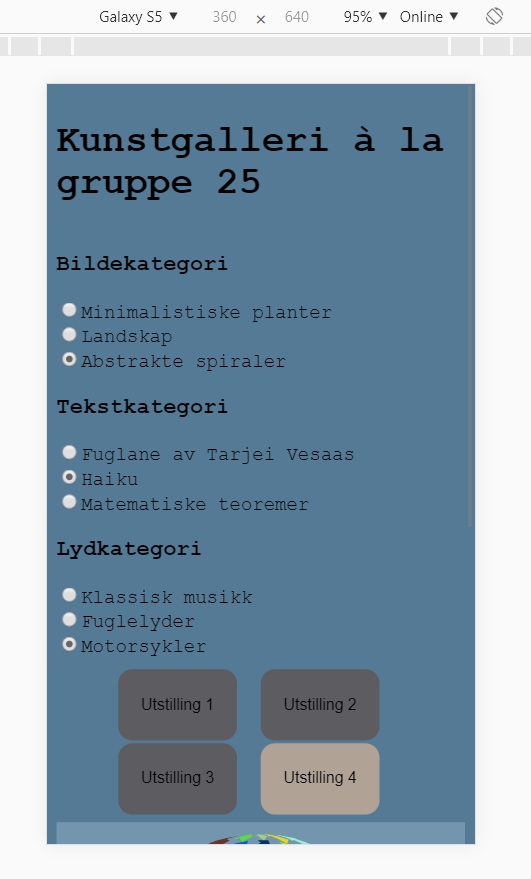 Galaxy S5 ▼ 360 × 640 95% ▼ Online ▼
Kunstgalleri à la
gruppe 25
Bildekategori
Minimalistiske planter
Landskap
Abstrakte spiraler
Tekstkategori
Fuglane av Tarjei Vesaas
Haiku
Matematiske teoremer
Lydkategori
Klassisk musikk
Fuglelyder
Motorsykler
Utstilling 1 Utstilling 2
Utstilling 3 Utstilling 4